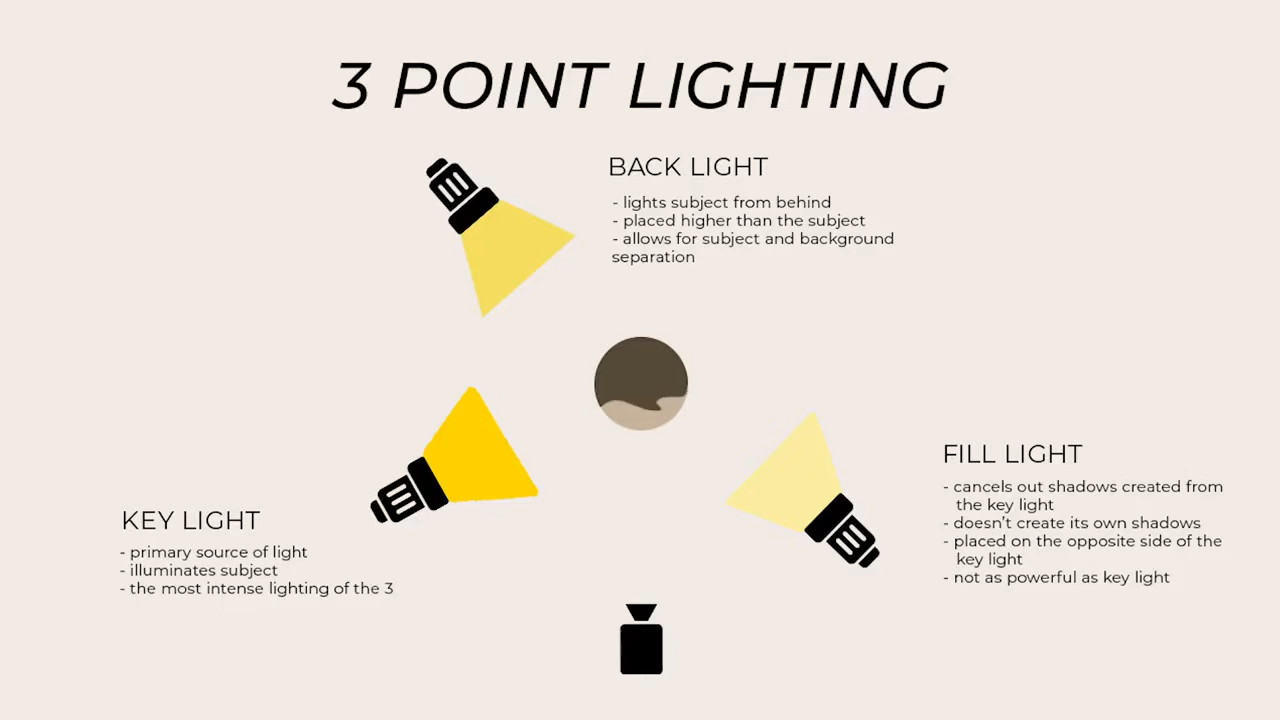 3 POINT LIGHTING
BACK LIGHT
- lights subject from behind
- placed higher than the subject
- allows for subject and background
separation
FILL LIGHT
- cancels out shadows created from
the key light
- doesn't create its own shadows
- placed on the opposite side of the
key light
- not as powerful as key light
KEY LIGHT
- primary source of light
- illuminates subject
- the most intense lighting of the 3